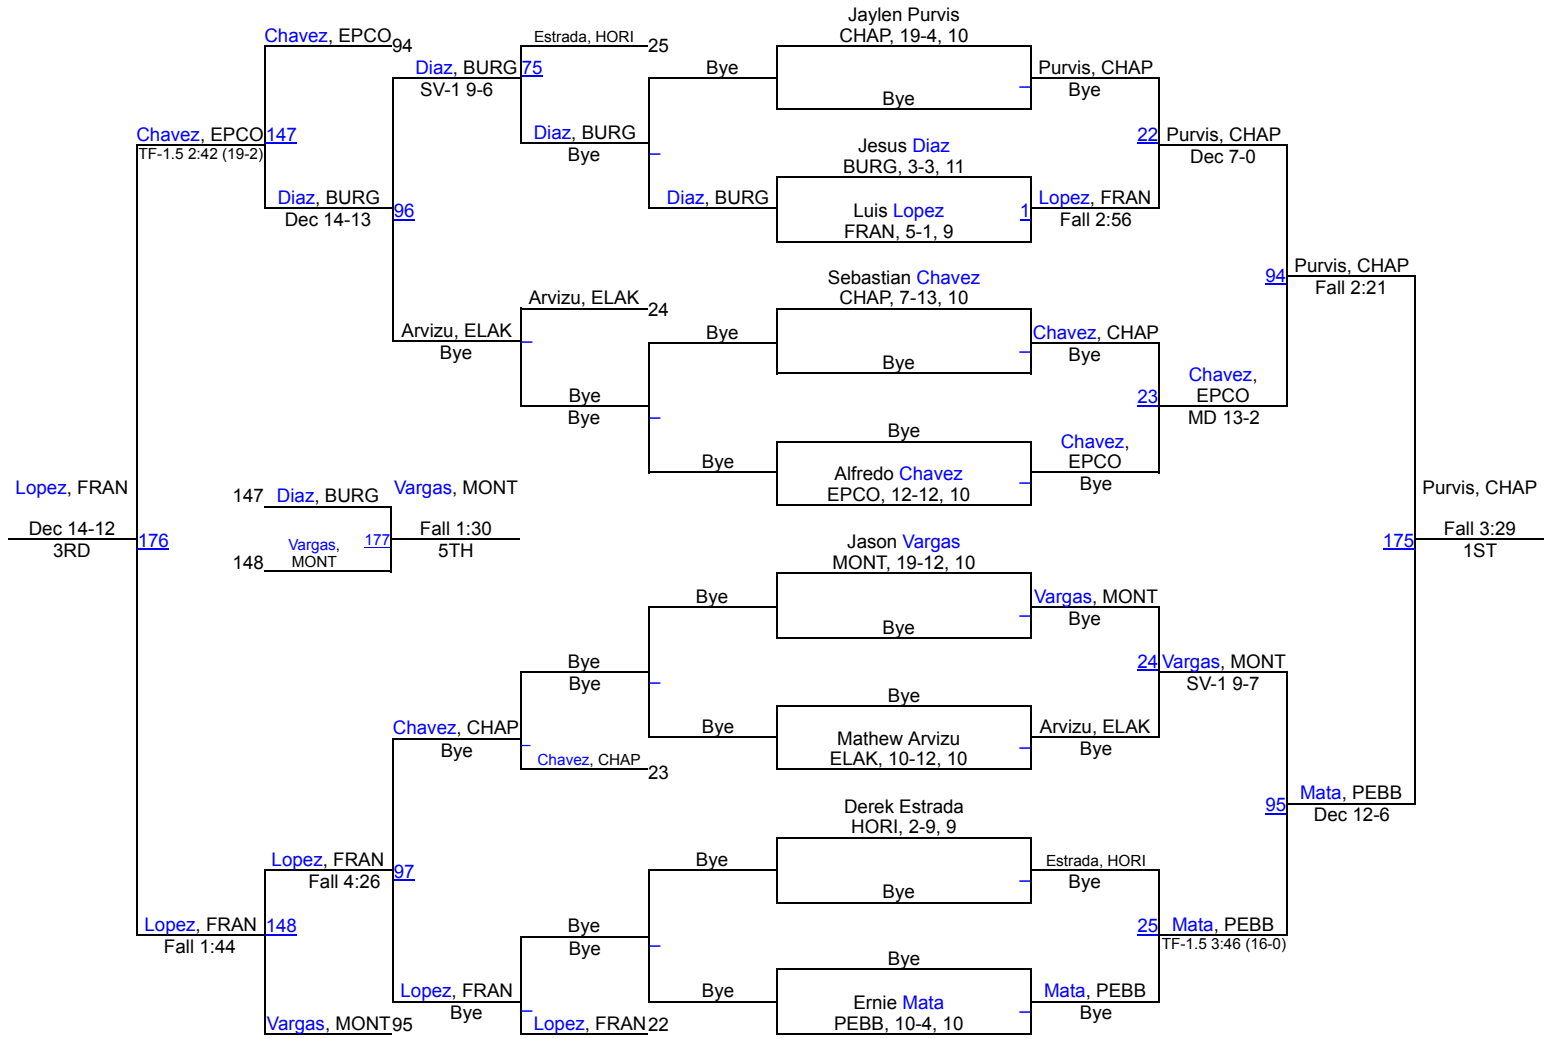 Jaylen Purvis
CHAP, 19-4, 10
Chavez, EPCO
94
Estrada, HORI
25
Diaz, BURG
75
SV-1 9-6
Bye
Purvis, CHAP
Bye
Bye
Chavez, EPCO
147
TF-1.5 2:42 (19-2)
Diaz, BURG
Bye
22
Purvis, CHAP
Dec 7-0
Jesus Diaz
BURG, 3-3, 11
Diaz, BURG
Dec 14-13
96
Diaz, BURG
Luis Lopez
FRAN, 5-1, 9
1
Lopez, FRAN
Fall 2:56
Sebastian Chavez
CHAP, 7-13, 10
94
Purvis, CHAP
Fall 2:21
Arvizu, ELAK
24
Arvizu, ELAK
Bye
Bye
Bye
Chavez, CHAP
Bye
Bye
Bye
23
Chavez,
EPCO
MD 13-2
Bye
Bye
Alfredo Chavez
EPCO, 12-12, 10
Chavez,
EPCO
Bye
Lopez, FRAN
Dec 14-12
3RD
176
147
Diaz, BURG
148
Vargas,
MONT
177
Vargas, MONT
Fall 1:30
5TH
Purvis, CHAP
175
Fall 3:29
1ST
Jason Vargas
MONT, 19-12, 10
Bye
Bye
Vargas, MONT
Bye
Bye
Bye
24
Vargas, MONT
SV-1 9-7
Chavez, CHAP
Bye
Chavez, CHAP
23
Bye
Bye
Mathew Arvizu
ELAK, 10-12, 10
Arvizu, ELAK
Bye
95
Mata, PEBB
Dec 12-6
Derek Estrada
HORI, 2-9, 9
Lopez, FRAN
Fall 4:26
97
Bye
Bye
Estrada, HORI
Bye
Lopez, FRAN
148
Fall 1:44
Bye
Bye
25
Mata, PEBB
TF-1.5 3:46 (16-0)
Lopez, FRAN
Bye
Bye
Bye
Ernie Mata
PEBB, 10-4, 10
Mata, PEBB
Bye
Vargas, MONT
95
Lopez, FRAN
22